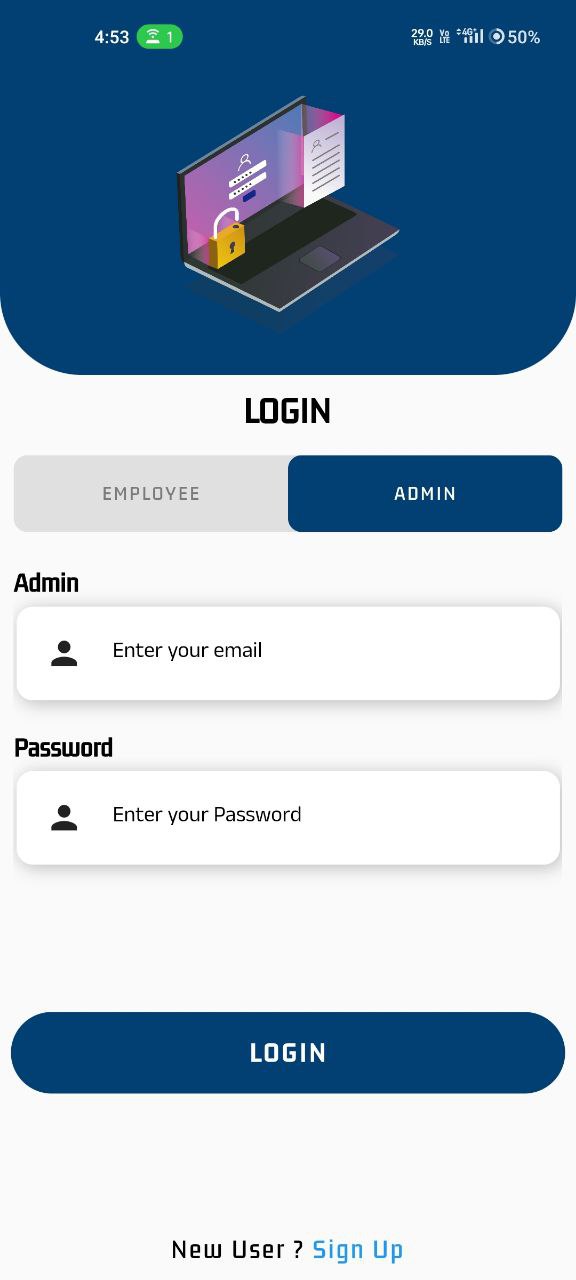 4:53 1 29.0 KB/S Vo LTE 4G+ 50%
LOGIN
EMPLOYEE ADMIN
Admin
Enter your email
Password
Enter your Password
LOGIN
New User ? Sign Up